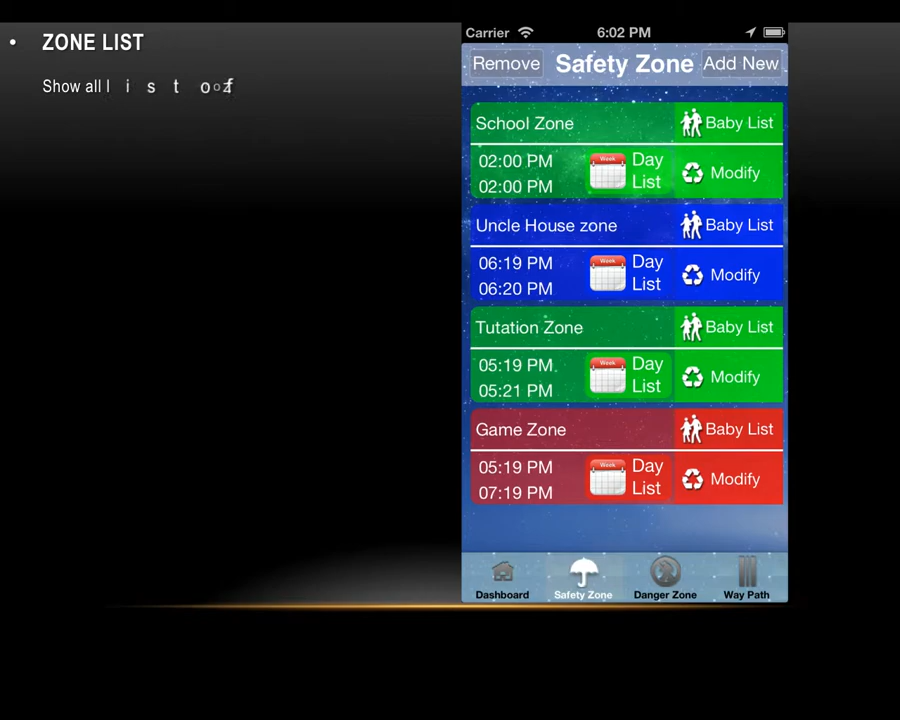 • ZONE LIST
Show all l i s t of
Carrier 6:02 PM
Remove Safety Zone Add New
School Zone Baby List
02:00 PM
02:00 PM
Day
List
Modify
Uncle House zone Baby List
06:19 PM
06:20 PM
Day
List
Modify
Tutation Zone Baby List
05:19 PM
05:21 PM
Day
List
Modify
Game Zone Baby List
05:19 PM
07:19 PM
Day
List
Modify
Dashboard Safety Zone Danger Zone Way Path